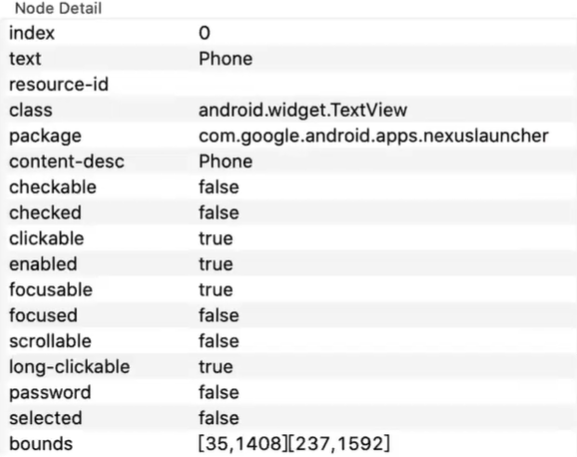 Node Detail
index 0
text Phone
resource-id
class android.widget.TextView
package com.google.android.apps.nexuslauncher
content-desc Phone
checkable false
checked false
clickable true
enabled true
focusable true
focused false
scrollable false
long-clickable true
password false
selected false
bounds [35,1408][237,1592]